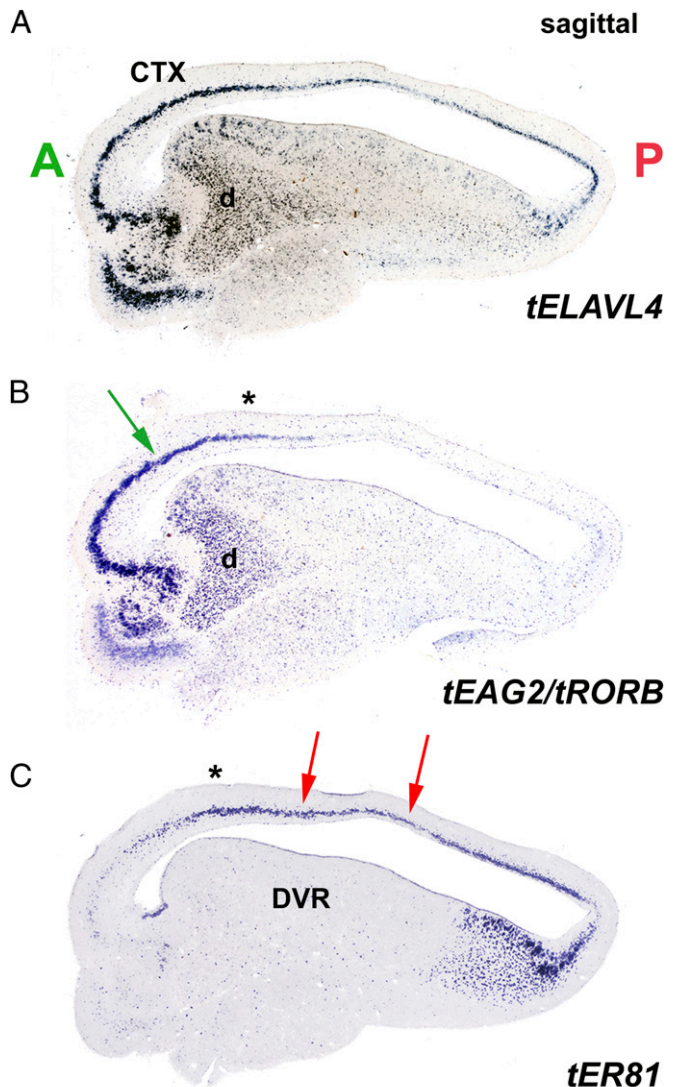 A
sagittal
CTX
A
P
d
tELAVL4
B
*
d
tEAG2/tRORB
C
*
DVR
tER81